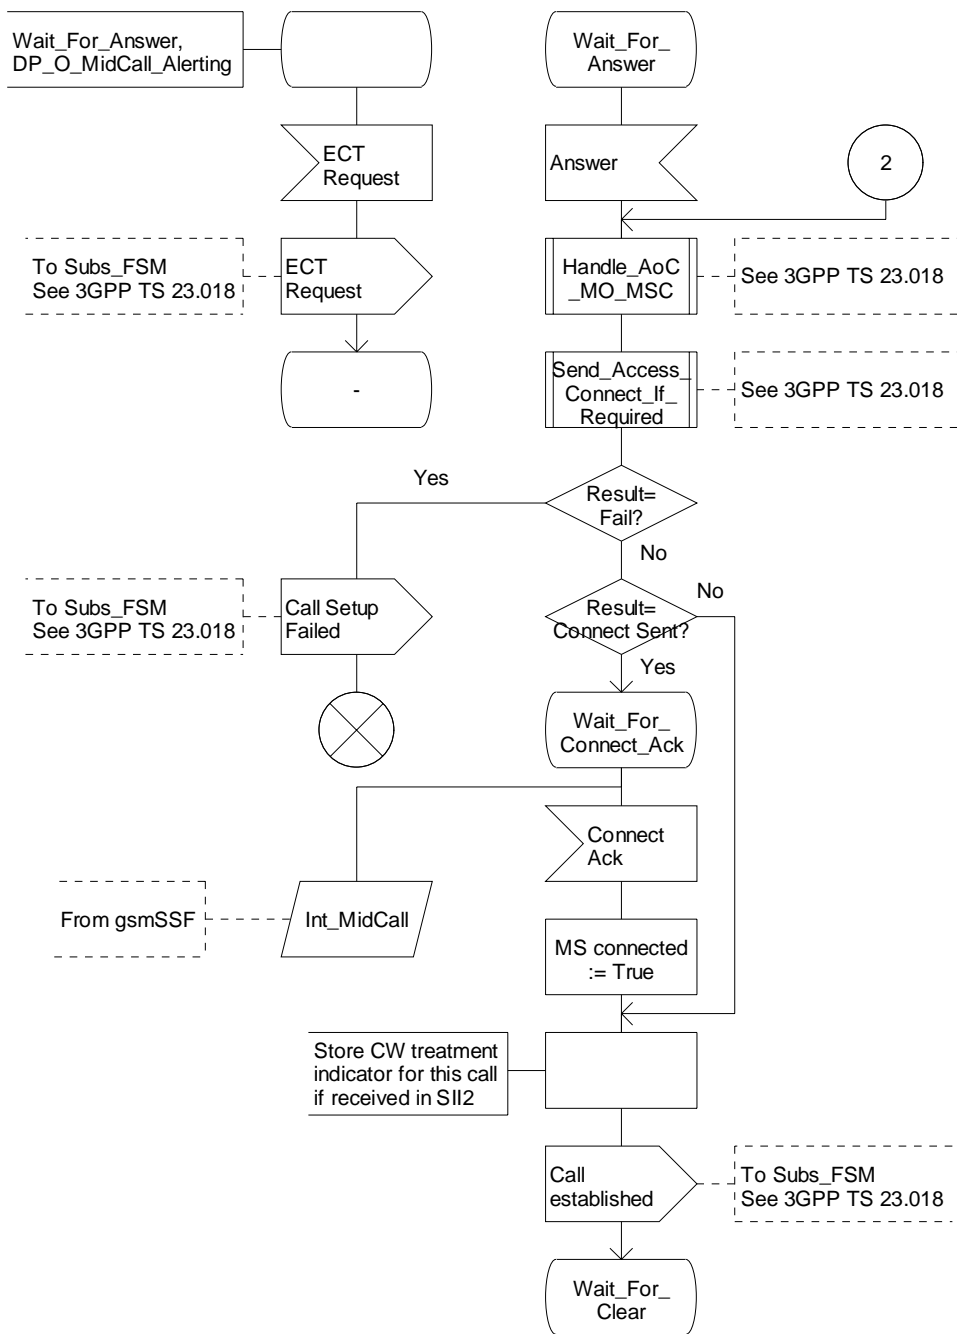 Wait_For_Answer,
DP_O_MidCall_Alerting
Wait_For_
Answer
ECT
Request
Answer
2
To Subs_FSM
See 3GPP TS 23.018
ECT
Request
Handle_AoC
_MO_MSC
See 3GPP TS 23.018
-
Send_Access_
Connect_If_
Required
See 3GPP TS 23.018
Yes
Result=
Fail?
No
To Subs_FSM
See 3GPP TS 23.018
Call Setup
Failed
Result=
Connect Sent?
No
Yes
Wait_For_
Connect_Ack
Connect
Ack
From gsmSSF
Int_MidCall
MS connected
:= True
Store CW treatment
indicator for this call
if received in SII2
Call
established
To Subs_FSM
See 3GPP TS 23.018
Wait_For_
Clear